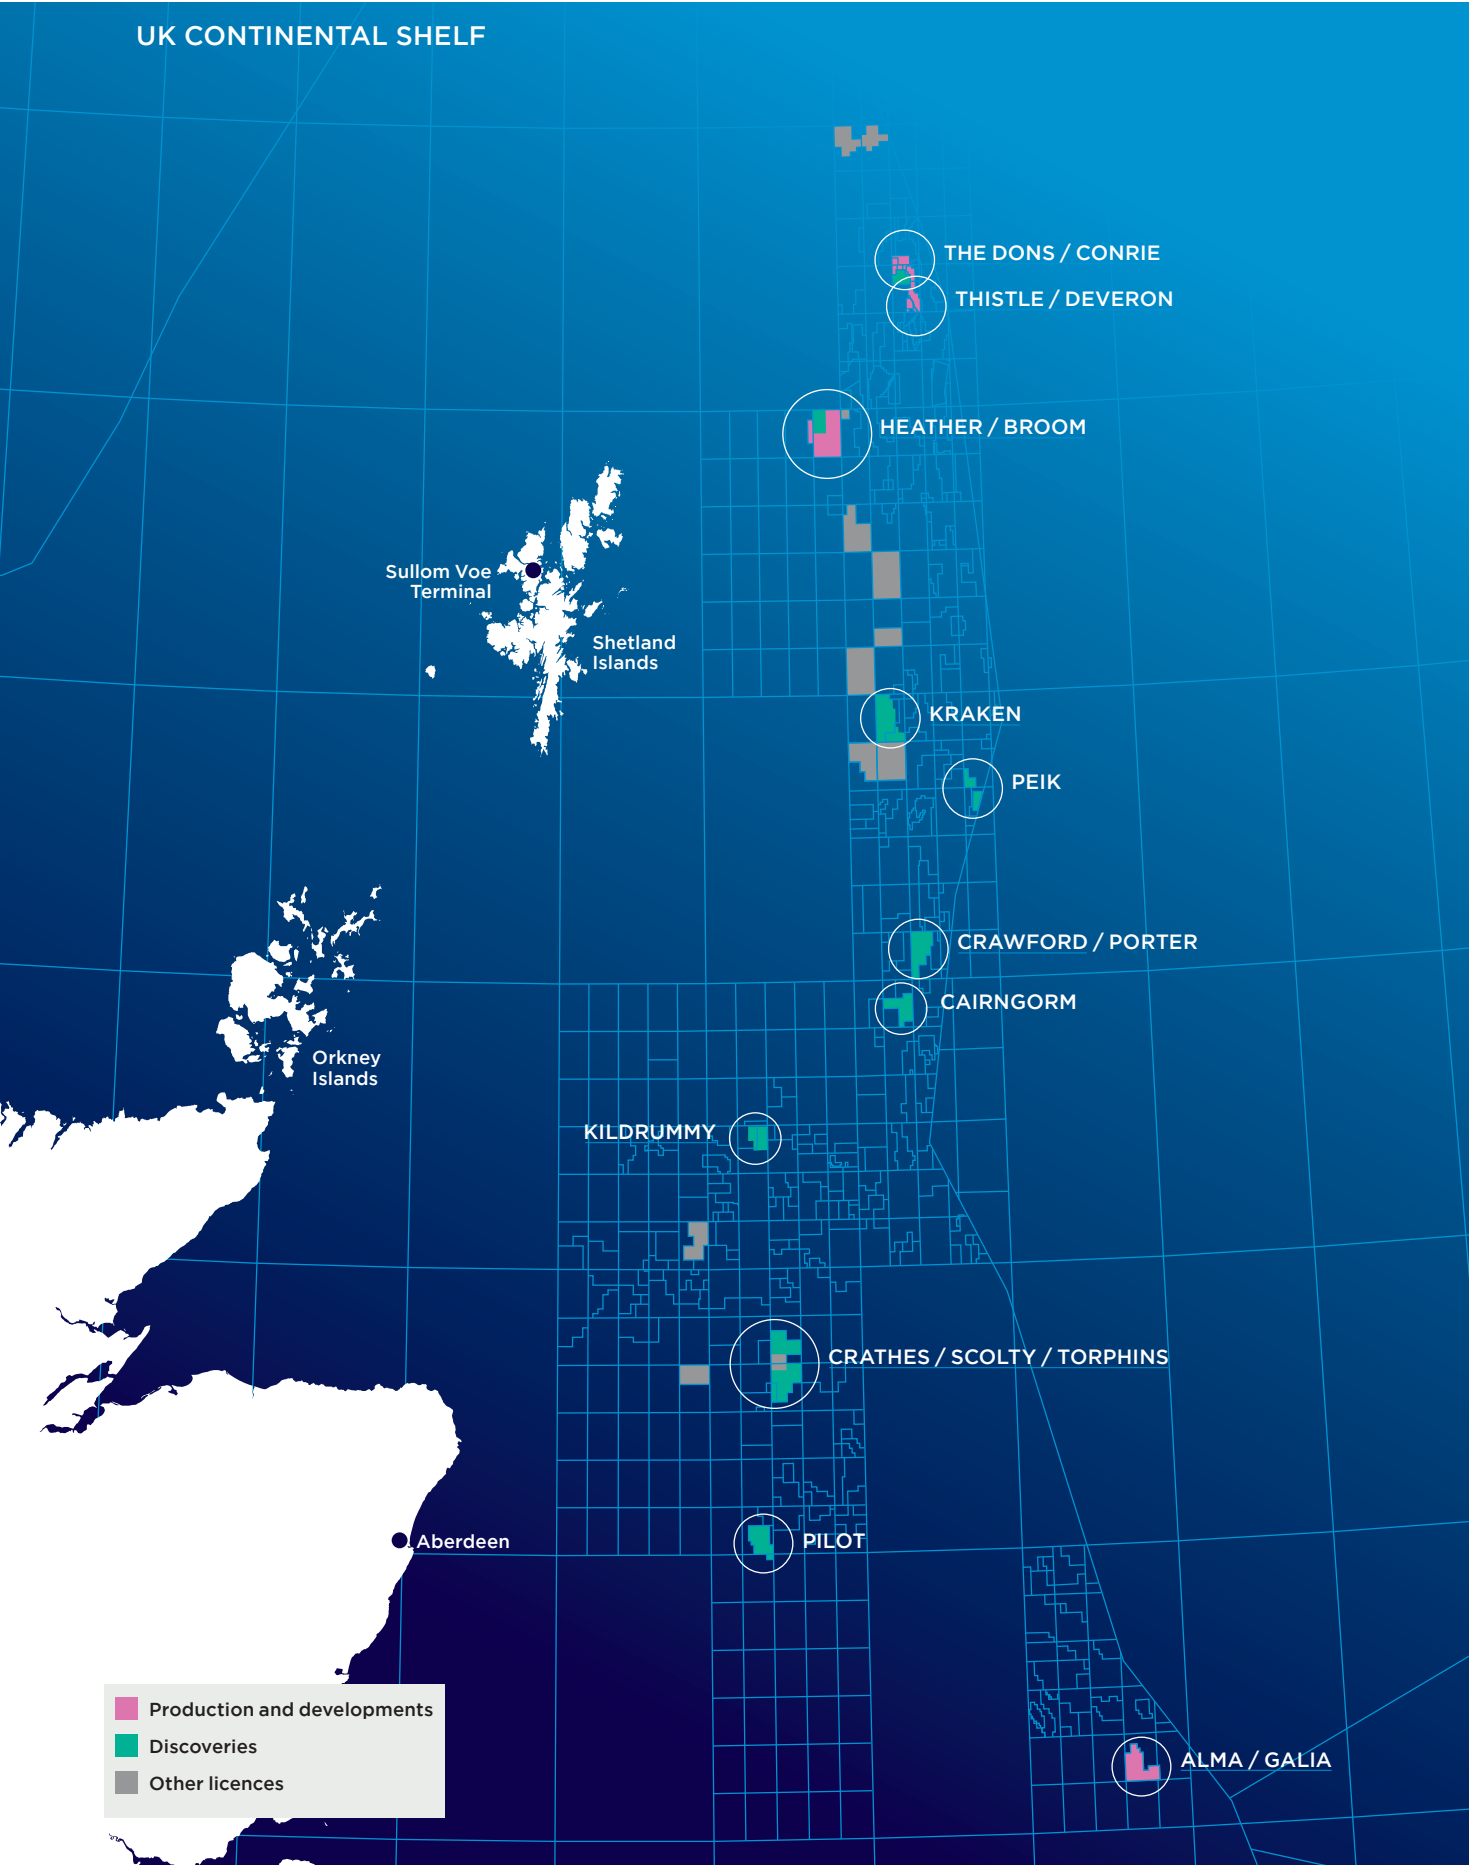 UK CONTINENTAL SHELF
THE DONS / CONRIE
THISTLE / DEVERON
HEATHER / BROOM
Sullom Voe
Terminal
Shetland
Islands
KRAKEN
PEIK
CRAWFORD / PORTER
CAIRNGORM
Orkney
Islands
KILDRUMMY
CRATHES / SCOLTY / TORPHINS
Aberdeen
PILOT
Production and developments
Discoveries
Other licences
ALMA / GALIA